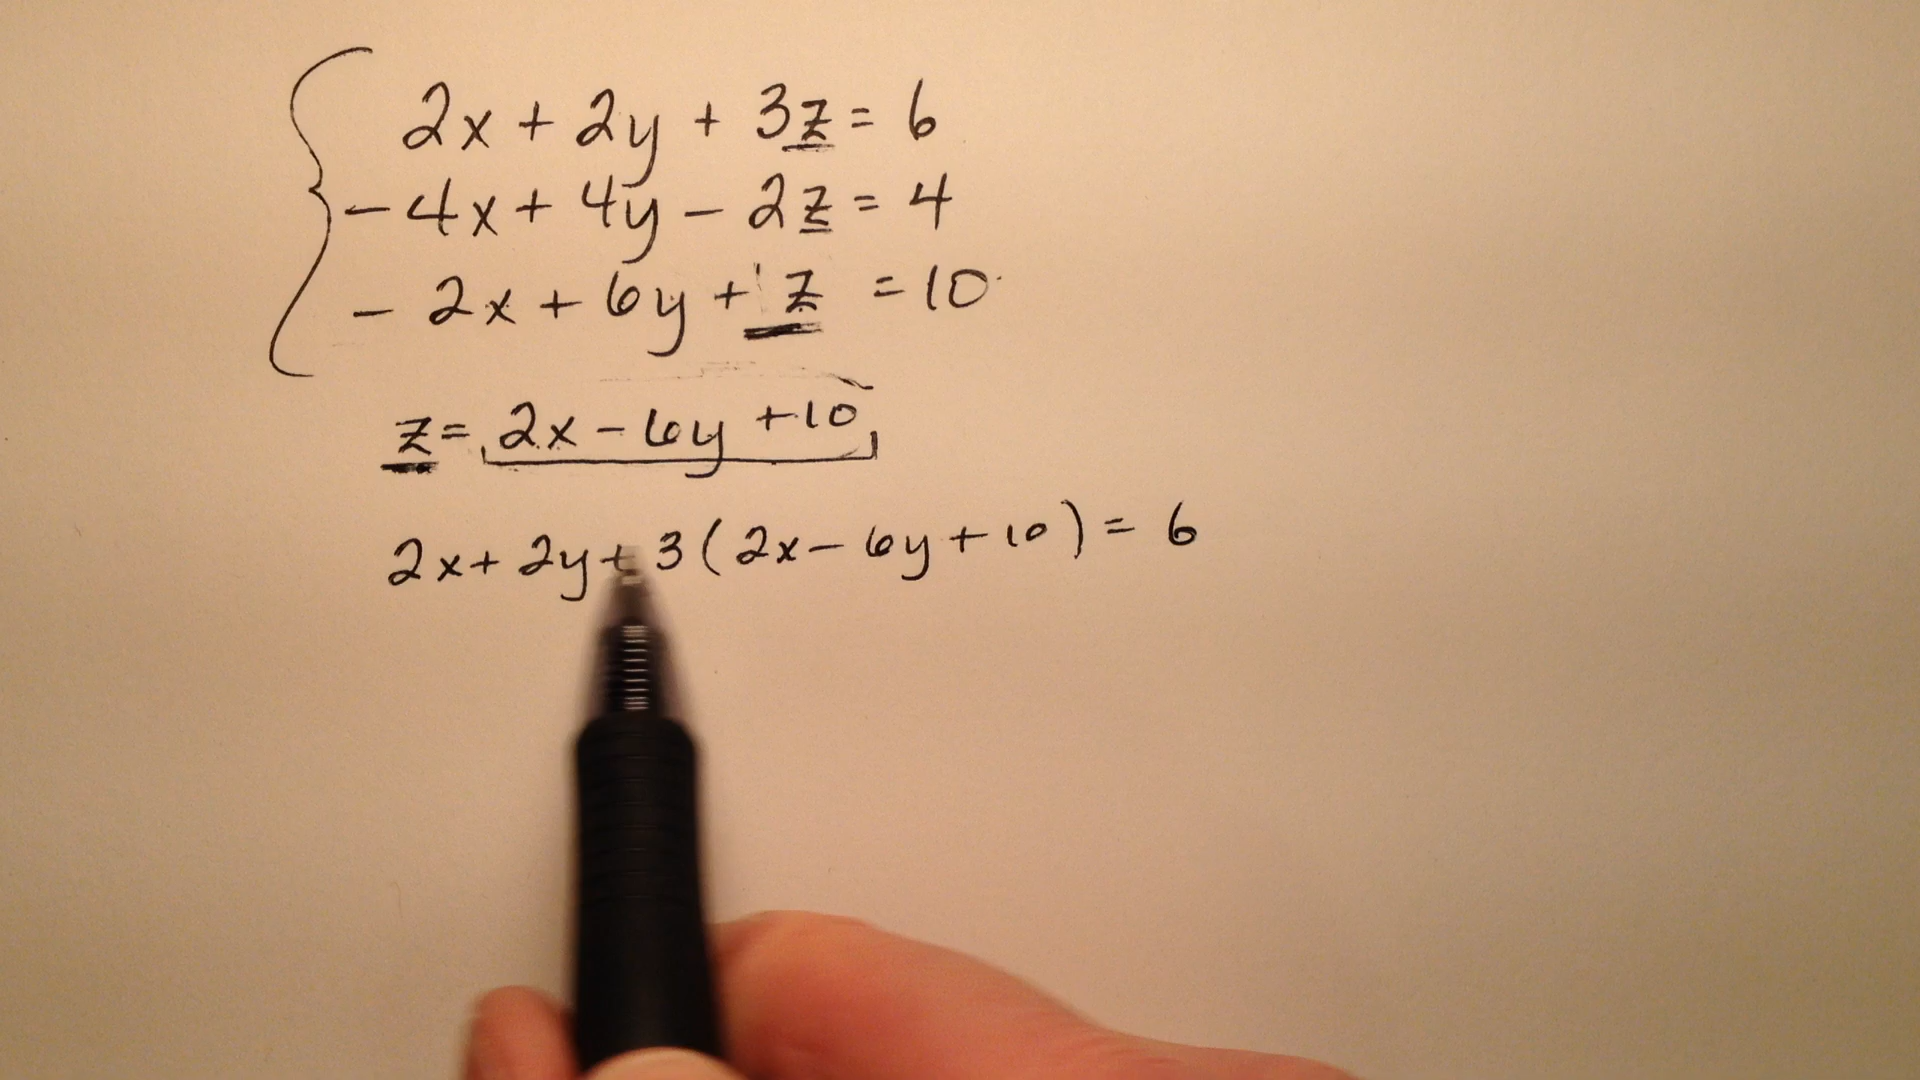 2x + 2y + 3z = 6
- 4x + 4y - 2z = 4
- 2x + 6y + z = 10
z = 2x - 6y + 10
2x + 2y + 3 ( 2x - 6y + 10 ) = 6